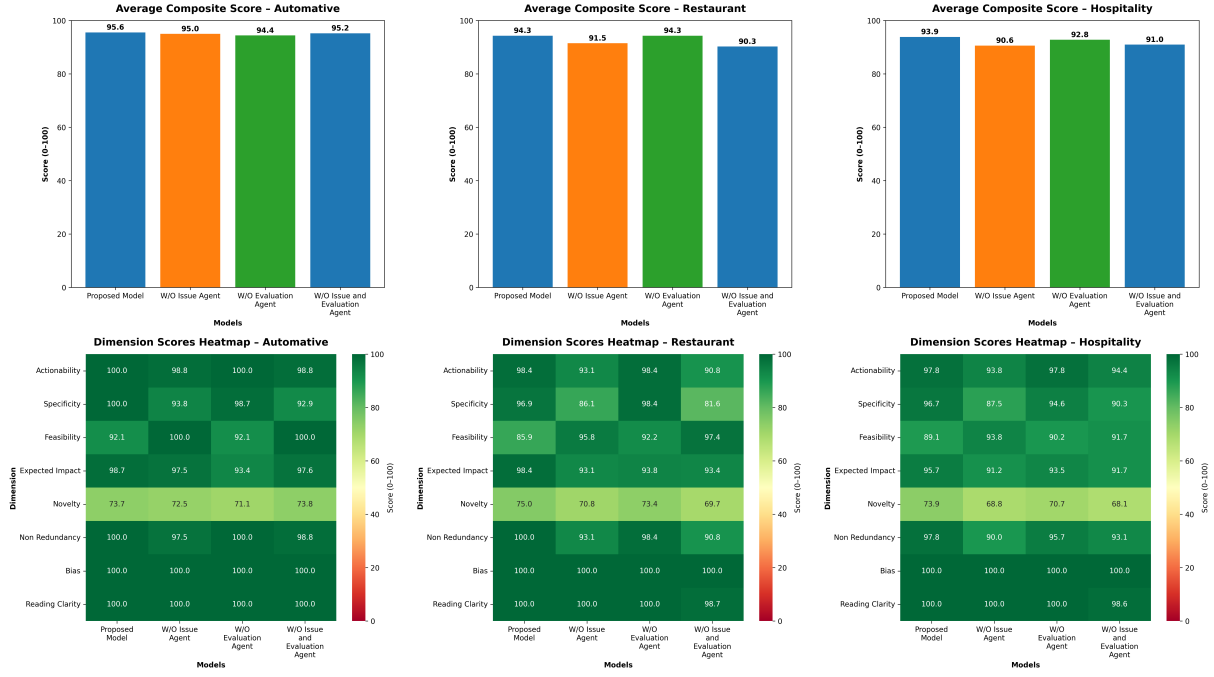 Average Composite Score – Automative
Score (0–100)
100
80
60
40
20
0
95.6
95.0
94.4
95.2
Proposed Model
W/O Issue Agent
W/O Evaluation
Agent
W/O Issue and
Evaluation
Agent
Models
Average Composite Score – Restaurant
Score (0–100)
100
80
60
40
20
0
94.3
91.5
94.3
90.3
Proposed Model
W/O Issue Agent
W/O Evaluation
Agent
W/O Issue and
Evaluation
Agent
Models
Average Composite Score – Hospitality
Score (0–100)
100
80
60
40
20
0
93.9
90.6
92.8
91.0
Proposed Model
W/O Issue Agent
W/O Evaluation
Agent
W/O Issue and
Evaluation
Agent
Models
Dimension Scores Heatmap – Automative
Dimension
Actionability 100.0 98.8 100.0 98.8
Specificity 100.0 93.8 98.7 92.9
Feasibility 92.1 100.0 92.1 100.0
Expected Impact 98.7 97.5 93.4 97.6
Novelty 73.7 72.5 71.1 73.8
Non Redundancy 100.0 97.5 100.0 98.8
Bias 100.0 100.0 100.0 100.0
Reading Clarity 100.0 100.0 100.0 100.0
Proposed
Model
W/O Issue
Agent
W/O
Evaluation
Agent
W/O Issue
and
Evaluation
Agent
Models
100
80
60
40
20
0
Score (0–100)
Dimension Scores Heatmap – Restaurant
Dimension
Actionability 98.4 93.1 98.4 90.8
Specificity 96.9 86.1 98.4 81.6
Feasibility 85.9 95.8 92.2 97.4
Expected Impact 98.4 93.1 93.8 93.4
Novelty 75.0 70.8 73.4 69.7
Non Redundancy 100.0 93.1 98.4 90.8
Bias 100.0 100.0 100.0 100.0
Reading Clarity 100.0 100.0 100.0 98.7
Proposed
Model
W/O Issue
Agent
W/O
Evaluation
Agent
W/O Issue
and
Evaluation
Agent
Models
100
80
60
40
20
0
Score (0–100)
Dimension Scores Heatmap – Hospitality
Dimension
Actionability 97.8 93.8 97.8 94.4
Specificity 96.7 87.5 94.6 90.3
Feasibility 89.1 93.8 90.2 91.7
Expected Impact 95.7 91.2 93.5 91.7
Novelty 73.9 68.8 70.7 68.1
Non Redundancy 97.8 90.0 95.7 93.1
Bias 100.0 100.0 100.0 100.0
Reading Clarity 100.0 100.0 100.0 98.6
Proposed
Model
W/O Issue
Agent
W/O
Evaluation
Agent
W/O Issue
and
Evaluation
Agent
Models
100
80
60
40
20
0
Score (0–100)